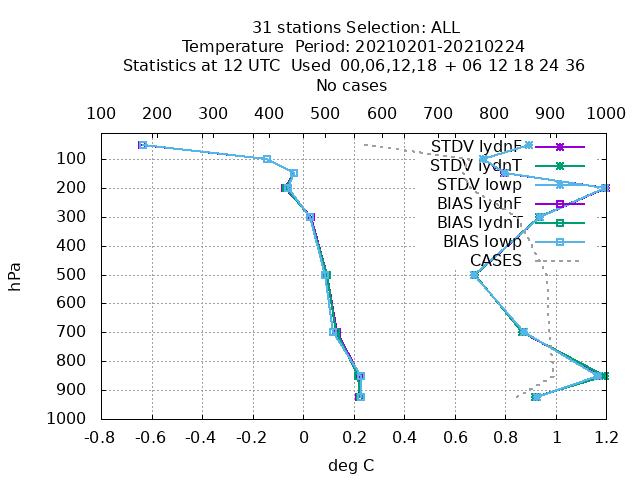 31 stations Selection: ALL
Temperature  Period: 20210201-20210224
Statistics at 12 UTC  Used  00,06,12,18  + 06 12 18 24 36
No cases
100 200 300 400 500 600 700 800 900 1000
STDV lydnF
100
STDV lydnT
STDV lowp
200
BIAS lydnF
300
BIAS lydnT
400
BIAS lowp
CASES
500
hPa
600
700
800
900
1000
-0.8 -0.6 -0.4 -0.2 0 0.2 0.4 0.6 0.8 1 1.2
deg C